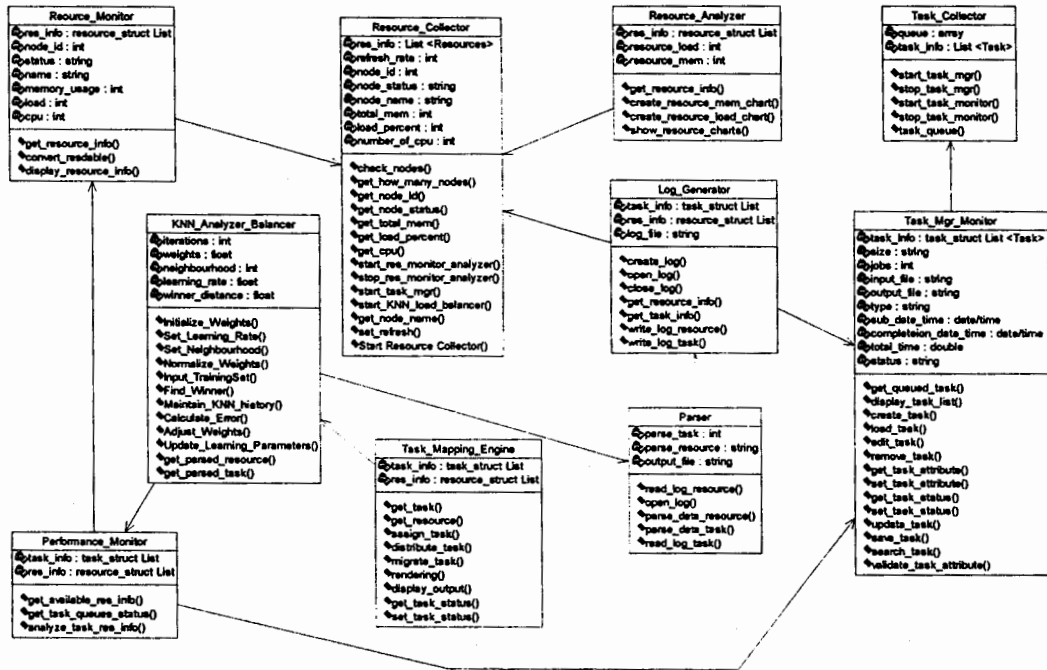 Resource_Monitor
res_info : resource_struct List
node_id : int
status : string
name : string
memory_usage : int
load : int
cpu : int
get_resource_info()
convert_readable()
display_resource_info()
Resource_Collector
res_info : List <Resources>
refresh_rate : int
node_id : int
node_status : string
node_name : string
total_mem : int
load_percent : int
number_of_cpu : int
check_nodes()
get_how_many_nodes()
get_node_id()
get_node_status()
get_total_mem()
get_load_percent()
get_cpu()
start_res_monitor_analyzer()
stop_res_monitor_analyzer()
start_task_mgr()
start_KNN_load_balancer()
get_node_name()
set_refresh()
Start Resource Collector()
Resource_Analyzer
res_info : resource_struct List
resource_load : int
resource_mem : int
get_resource_info()
create_resource_mem_chart()
create_resource_load_chart()
show_resource_charts()
Task_Collector
queue : array
task_info : List <Task>
start_task_mgr()
stop_task_mgr()
start_task_monitor()
stop_task_monitor()
task_queue()
KNN_Analyzer_Balancer
iterations : int
weights : float
neighbourhood : int
learning_rate : float
winner_distance : float
Initialize_Weights()
Set_Learning_Rate()
Set_Neighbourhood()
Normalize_Weights()
Input_TrainingSet()
Find_Winner()
Maintain_KNN_history()
Calculate_Error()
Adjust_Weights()
Update_Learning_Parameters()
get_parsed_resource()
get_parsed_task()
Log_Generator
task_info : task_struct List
res_info : resource_struct List
log_file : string
create_log()
open_log()
close_log()
get_resource_info()
get_task_info()
write_log_resource()
write_log_task()
Task_Mgr_Monitor
task_info : task_struct List <Task>
size : string
jobs : int
input_file : string
output_file : string
type : string
sub_date_time : date/time
completeion_data_time : date/time
total_time : double
status : string
get_queued_task()
display_task_list()
create_task()
load_task()
edit_task()
remove_task()
get_task_attribute()
set_task_attribute()
get_task_status()
set_task_status()
update_task()
save_task()
search_task()
validate_task_attribute()
Task_Mapping_Engine
task_info : task_struct List
res_info : resource_struct List
get_task()
get_resource()
assign_task()
distribute_task()
migrate_task()
rendering()
display_output()
get_task_status()
set_task_status()
Parser
parse_task : int
parse_resource : string
output_file : string
read_log_resource()
open_log()
parse_data_resource()
parse_data_task()
read_log_task()
Performance_Monitor
task_info : task_struct List
res_info : resource_struct List
get_available_res_info()
get_task_queues_status()
analyze_task_res_info()